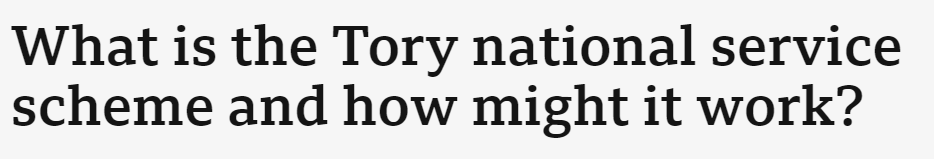 What is the Tory national service
scheme and how might it work?